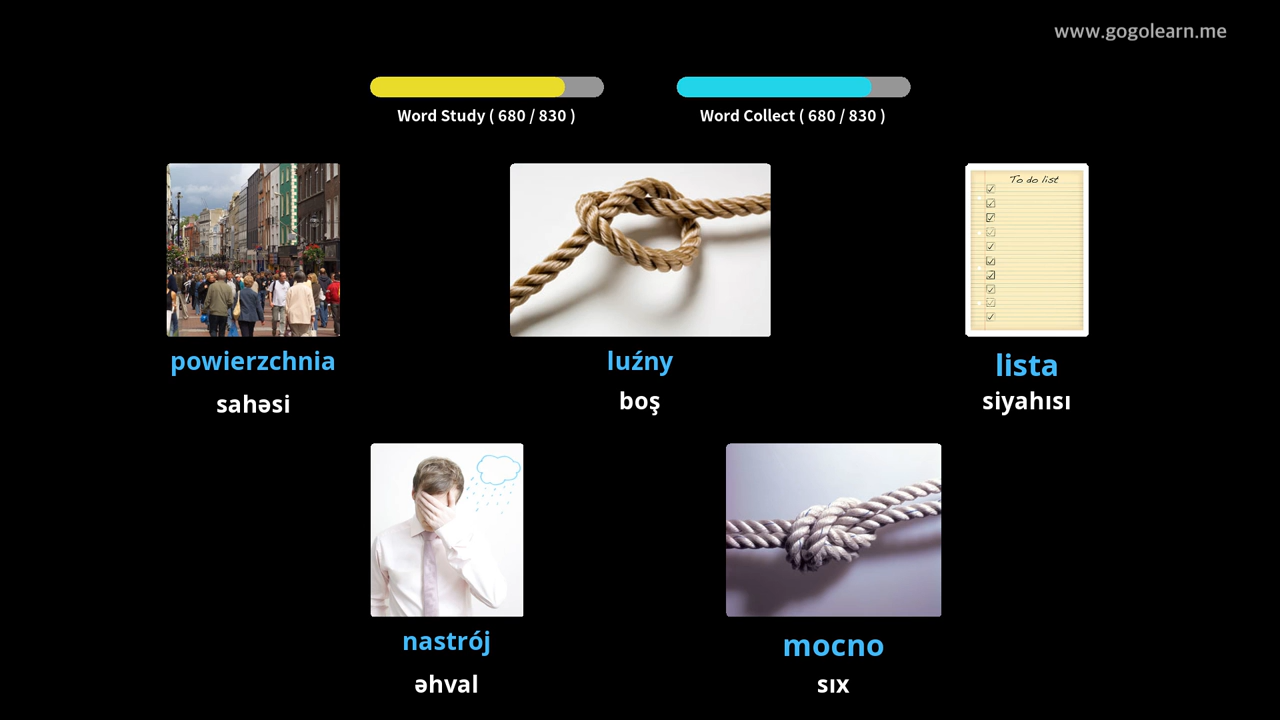 www.gogolearn.me
Word Study ( 680 / 830 )
Word Collect ( 680 / 830 )
To do list
powierzchnia
sahəsi
luźny
boş
lista
siyahısı
nastrój
əhval
mocno
sıx